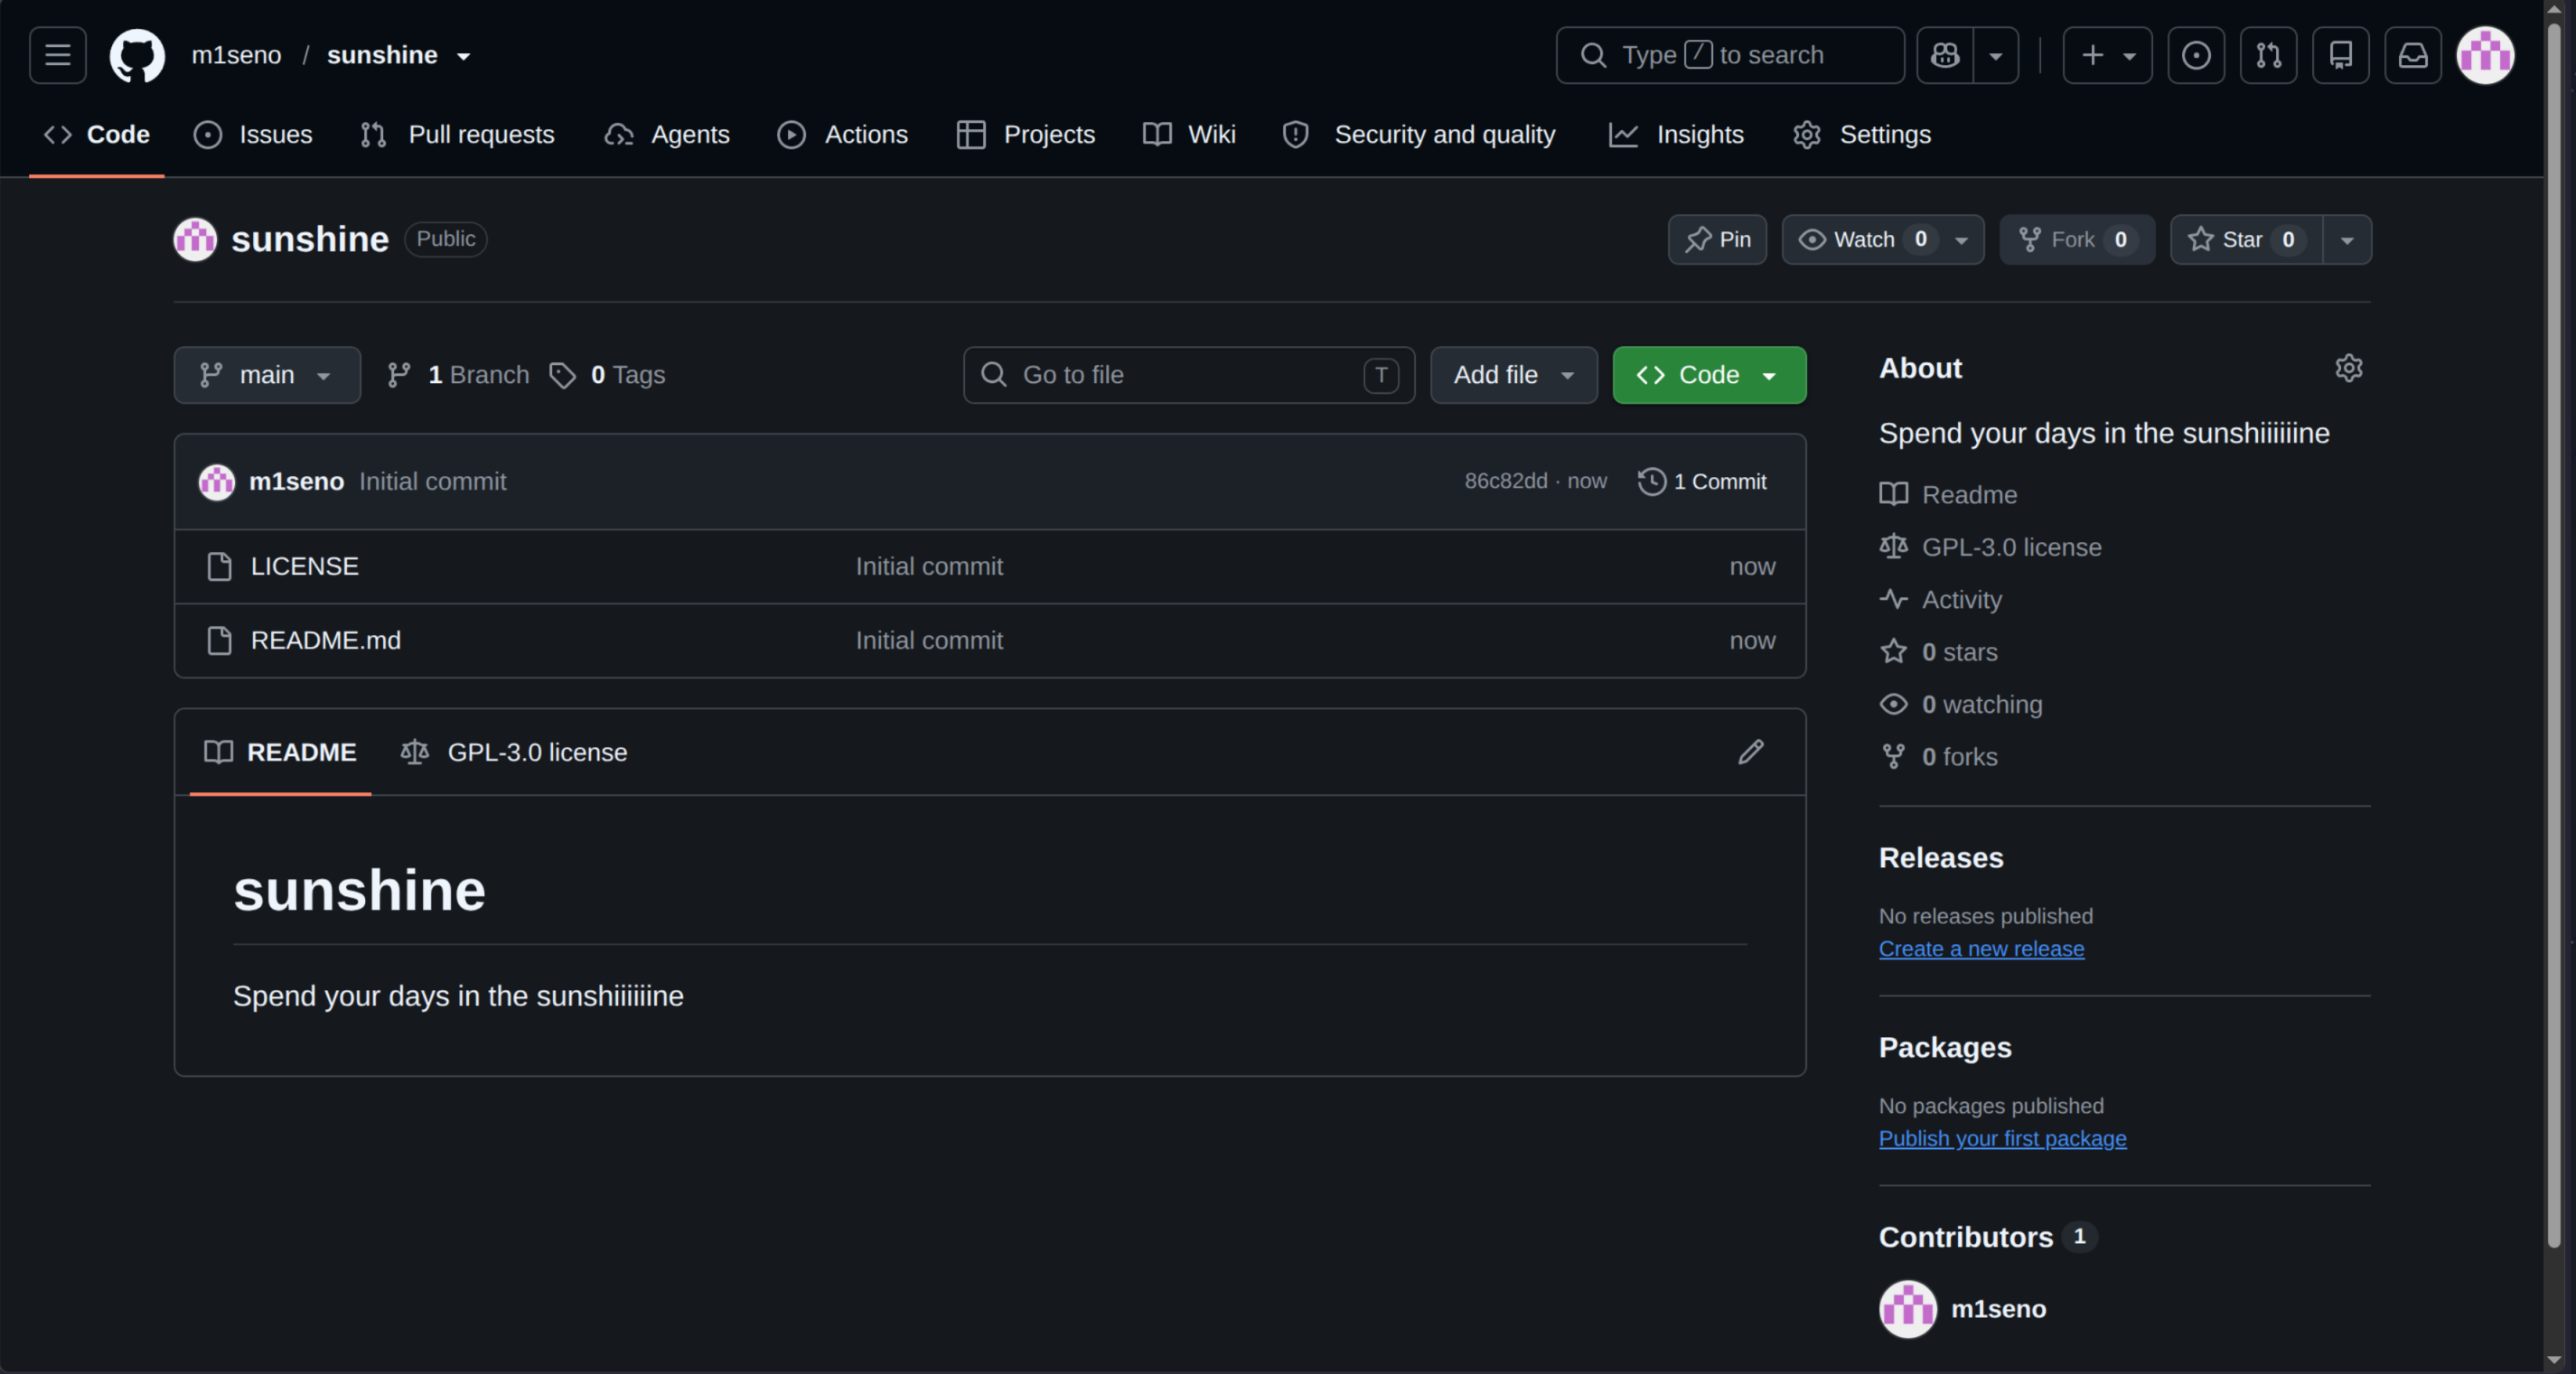 m1seno / sunshine
Type / to search
Code Issues Pull requests Agents Actions Projects Wiki Security and quality Insights Settings
sunshine Public
Pin Watch 0 Fork 0 Star 0
main 1 Branch 0 Tags Go to file T Add file Code
m1seno Initial commit 86c82dd · now 1 Commit
LICENSE Initial commit now
README.md Initial commit now
README GPL-3.0 license
sunshine
Spend your days in the sunshiiiiiine
About
Spend your days in the sunshiiiiiine
Readme
GPL-3.0 license
Activity
0 stars
0 watching
0 forks
Releases
No releases published
Create a new release
Packages
No packages published
Publish your first package
Contributors 1
m1seno